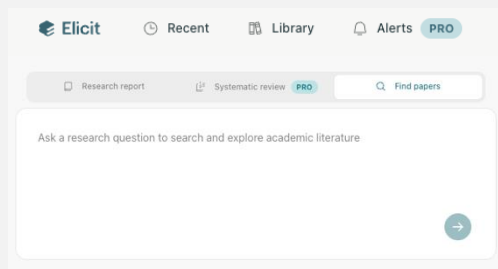 Elicit Recent Library Alerts PRO
Research report Systematic review PRO Find papers
Ask a research question to search and explore academic literature